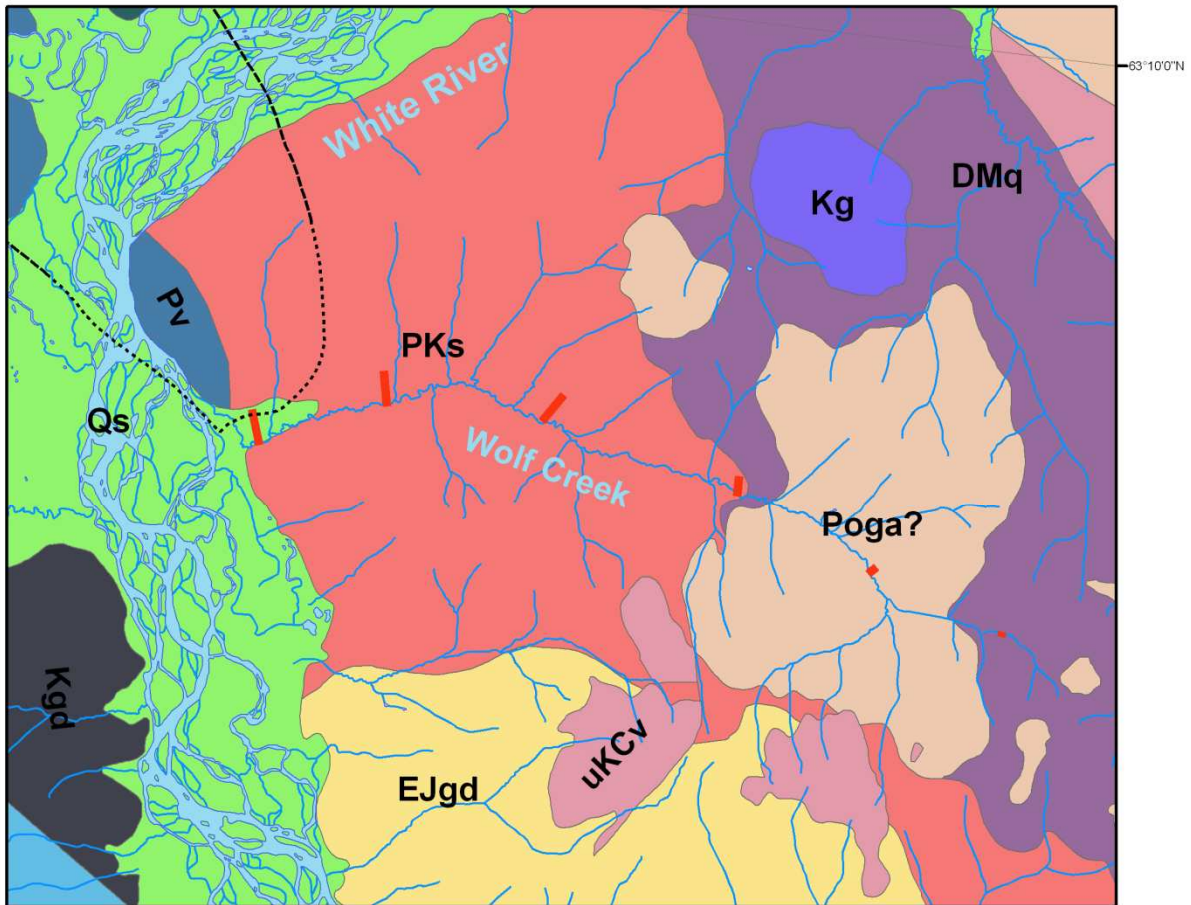 White River
63°10'0"N
DMq
Kg
Pv
PKs
Qs
Wolf Creek
Poga?
Kgd
uKCv
EJgd